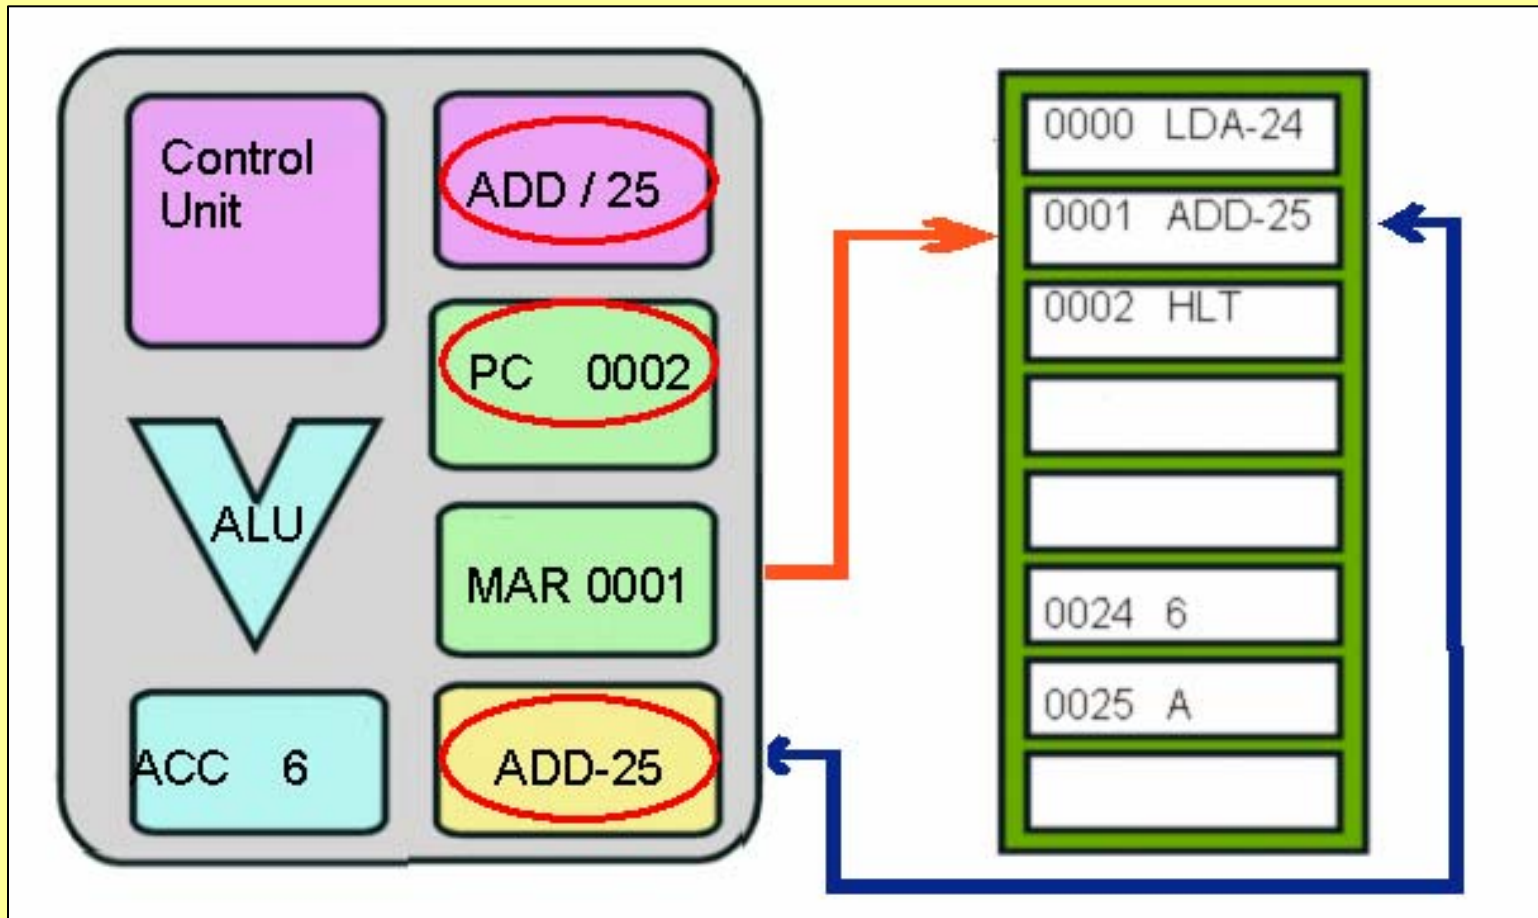 Control
Unit
ADD / 25
PC 0002
ALU
MAR 0001
ACC 6
ADD-25
0000 LDA-24
0001 ADD-25
0002 HLT
0024 6
0025 A